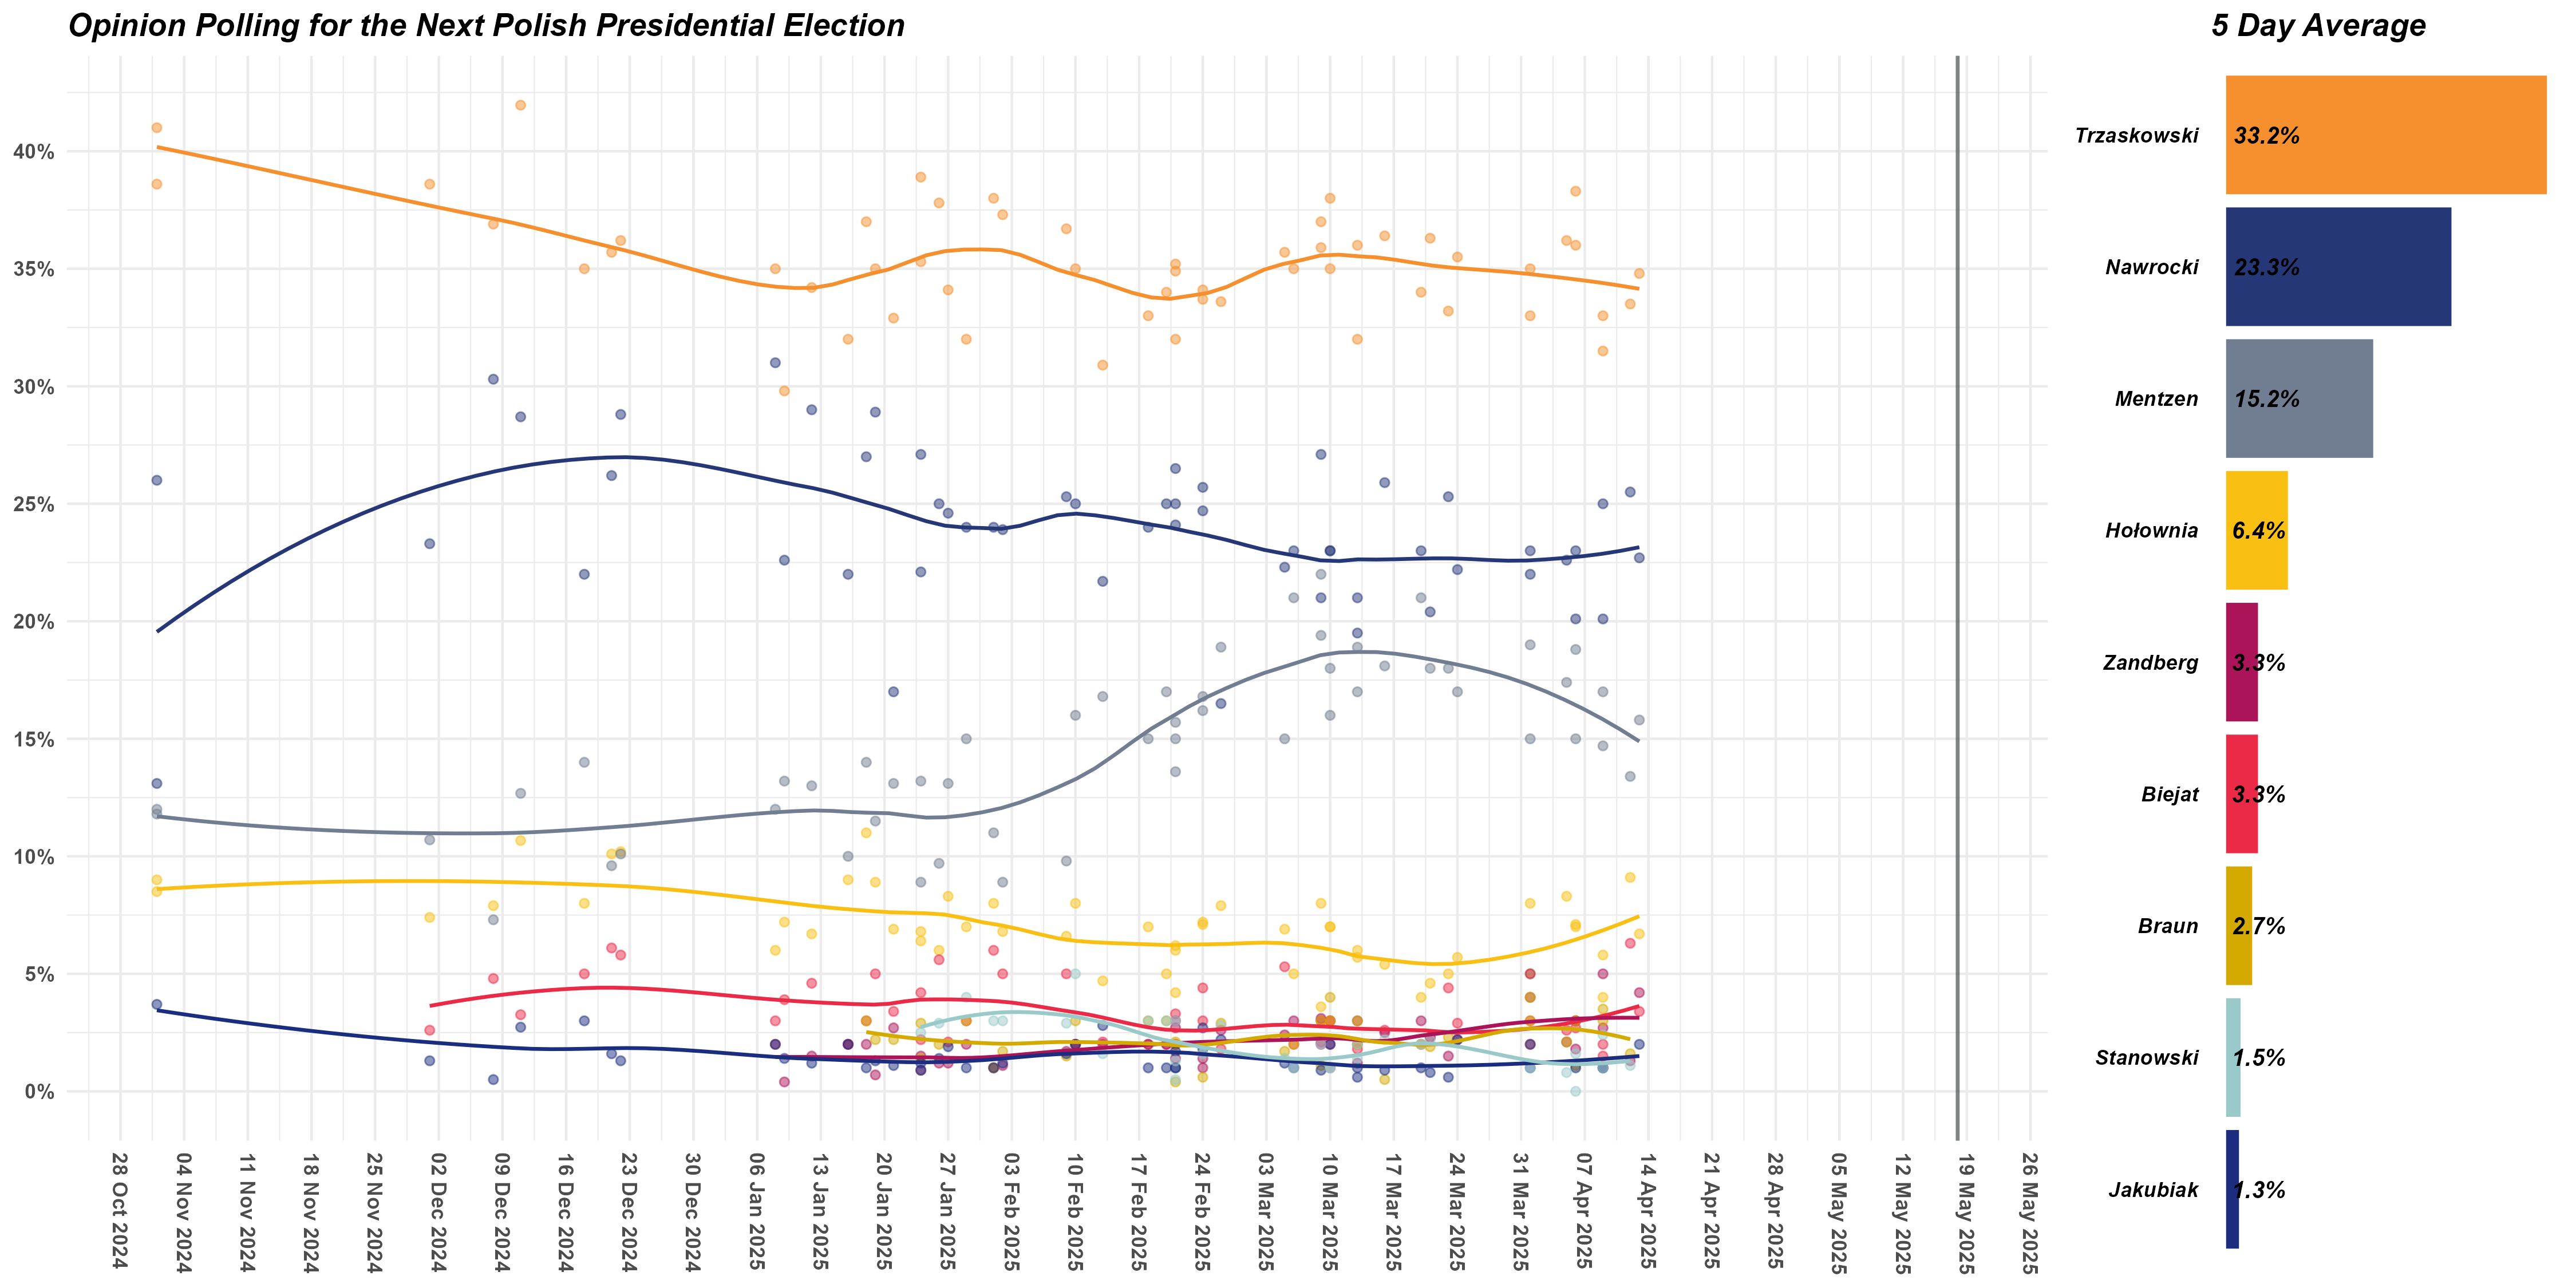 Opinion Polling for the Next Polish Presidential Election
40%
35%
30%
25%
20%
15%
10%
5%
0%
28 Oct 2024
04 Nov 2024
11 Nov 2024
18 Nov 2024
25 Nov 2024
02 Dec 2024
09 Dec 2024
16 Dec 2024
23 Dec 2024
30 Dec 2024
06 Jan 2025
13 Jan 2025
20 Jan 2025
27 Jan 2025
03 Feb 2025
10 Feb 2025
17 Feb 2025
24 Feb 2025
03 Mar 2025
10 Mar 2025
17 Mar 2025
24 Mar 2025
31 Mar 2025
07 Apr 2025
14 Apr 2025
21 Apr 2025
28 Apr 2025
05 May 2025
12 May 2025
19 May 2025
26 May 2025
5 Day Average
Trzaskowski 33.2%
Nawrocki 23.3%
Mentzen 15.2%
Hołownia 6.4%
Zandberg 3.3%
Biejat 3.3%
Braun 2.7%
Stanowski 1.5%
Jakubiak 1.3%